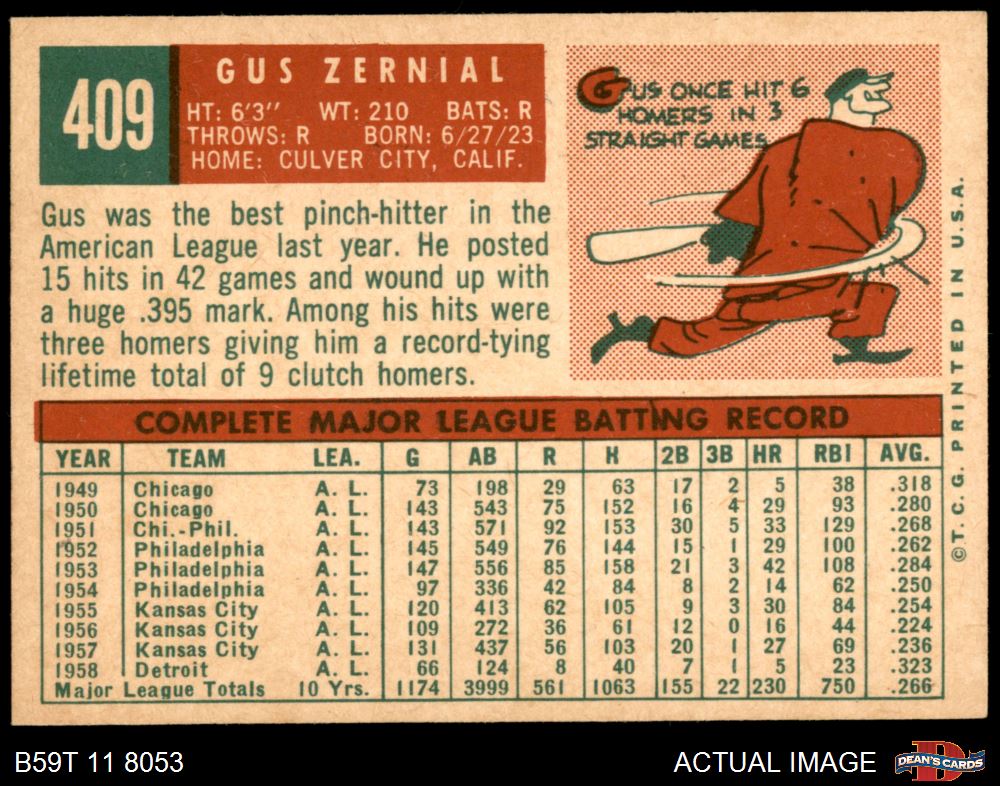 409
GUS ZERNIAL
HT: 6'3" WT: 210 BATS: R
THROWS: R BORN: 6/27/23
HOME: CULVER CITY, CALIF.
GUS ONCE HIT 6
HOMERS IN 3
STRAIGHT GAMES
Gus was the best pinch-hitter in the
American League last year. He posted
15 hits in 42 games and wound up with
a huge .395 mark. Among his hits were
three homers giving him a record-tying
lifetime total of 9 clutch homers.
COMPLETE MAJOR LEAGUE BATTING RECORD
YEAR TEAM LEA. G AB R H 2B 3B HR RBI AVG.
1949 Chicago A. L. 73 198 29 63 17 2 5 38 .318
1950 Chicago A. L. 143 543 75 152 16 4 29 93 .280
1951 Chi.-Phil. A. L. 143 571 92 153 30 5 33 129 .268
1952 Philadelphia A. L. 145 549 76 144 15 1 29 100 .262
1953 Philadelphia A. L. 147 556 85 158 21 3 42 108 .284
1954 Philadelphia A. L. 97 336 42 84 8 2 14 62 .250
1955 Kansas City A. L. 120 413 62 105 9 3 30 84 .254
1956 Kansas City A. L. 109 272 36 61 12 0 16 44 .224
1957 Kansas City A. L. 131 437 56 103 20 1 27 69 .236
1958 Detroit A. L. 66 124 8 40 7 1 5 23 .323
Major League Totals 10 Yrs. 1174 3999 561 1063 155 22 230 750 .266
©T. C. G. PRINTED IN U.S.A.
B59T 11 8053
ACTUAL IMAGE
DEAN'S CARDS